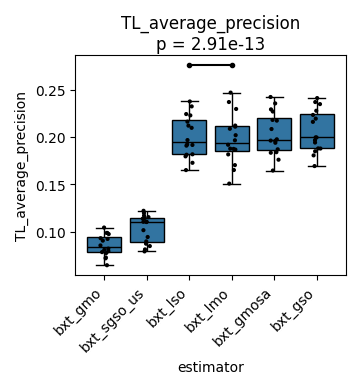 TL_average_precision
p = 2.91e-13
TL_average_precision
0.25
0.20
0.15
0.10
bxt_gmo
bxt_sgso_us
bxt_lso
bxt_lmo
bxt_gmosa
bxt_gso
estimator